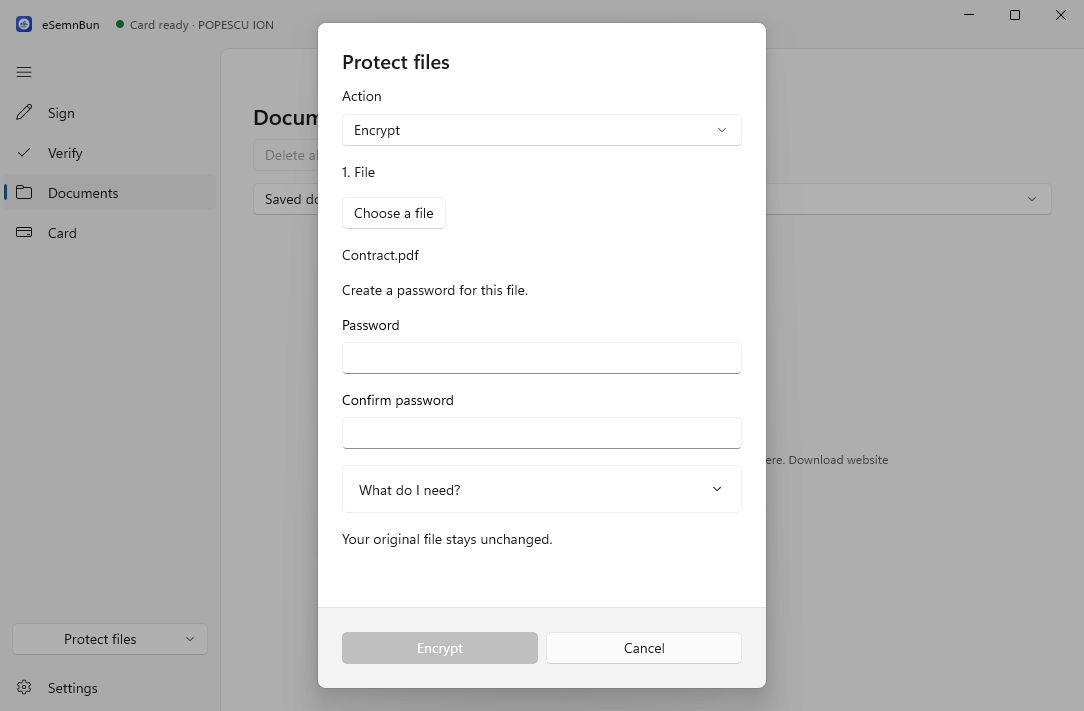 eSemnBun
Card ready · POPESCU ION
Sign
Verify
Documents
Card
Protect files
Settings
Protect files
Action
Encrypt
1. File
Choose a file
Contract.pdf
Create a password for this file.
Password
Confirm password
What do I need?
Your original file stays unchanged.
Encrypt
Cancel
Docum
Delete al
Saved do
ere. Download website